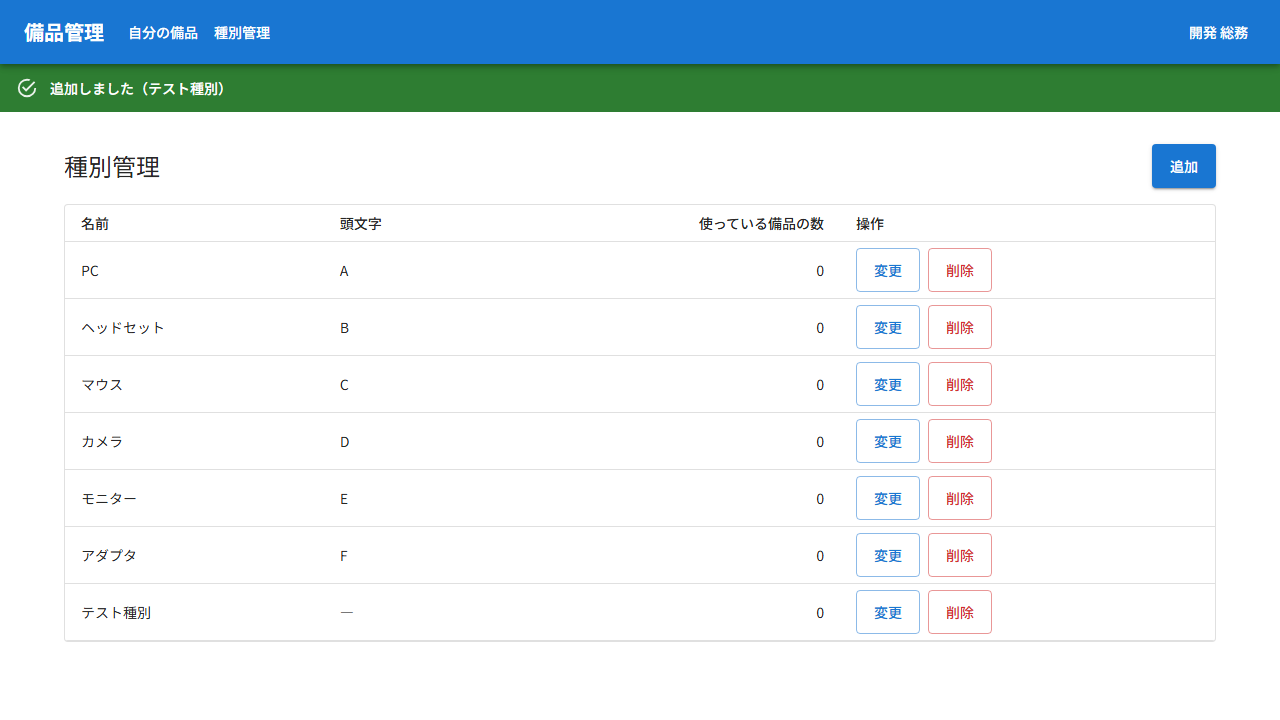 備品管理 自分の備品 種別管理 開発 総務
追加しました（テスト種別）
種別管理 追加
名前 頭文字 使っている備品の数 操作
PC A 0 変更 削除
ヘッドセット B 0 変更 削除
マウス C 0 変更 削除
カメラ D 0 変更 削除
モニター E 0 変更 削除
アダプタ F 0 変更 削除
テスト種別 — 0 変更 削除